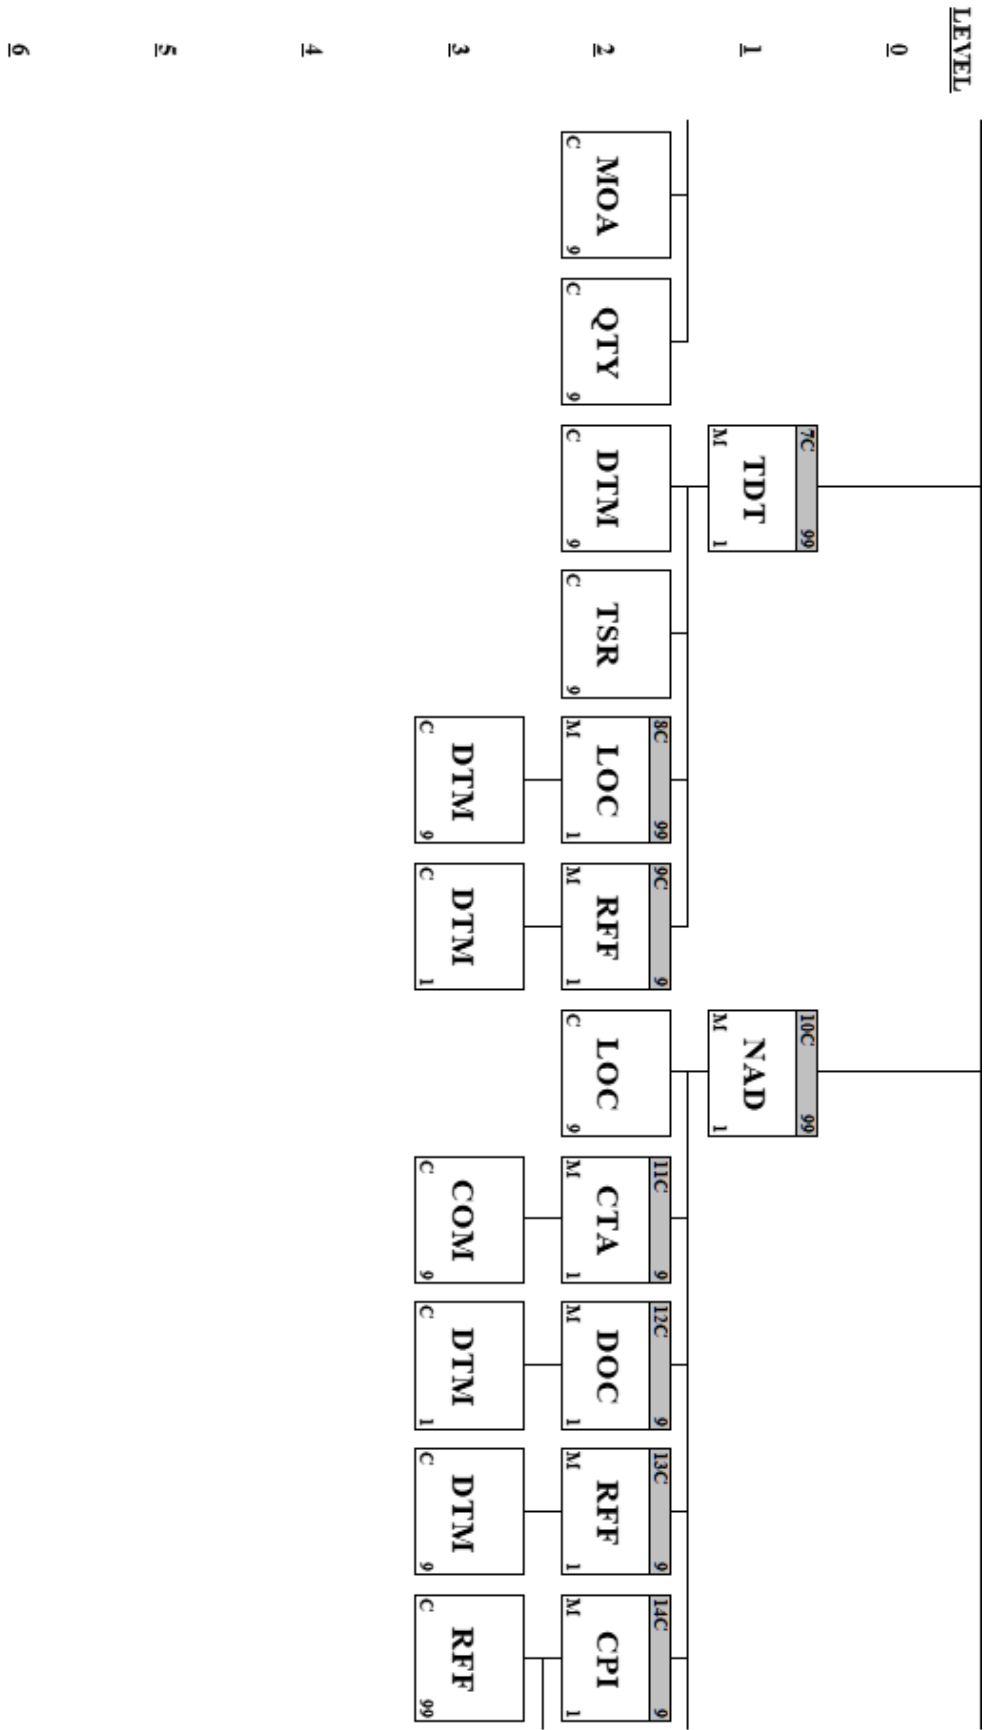 LEVEL
0
1
7C 99
TDT
M 1
10C 99
NAD
M 1
2
MOA
C 9
QTY
C 9
DTM
C 9
TSR
C 9
8C 99
LOC
M 1
9C 9
RFF
M 1
LOC
C 9
11C 9
CTA
M 1
12C 9
DOC
M 1
13C 9
RFF
M 1
14C 9
CPI
M 1
3
DTM
C 9
DTM
C 1
COM
C 9
DTM
C 1
DTM
C 9
RFF
C 99
4
5
6